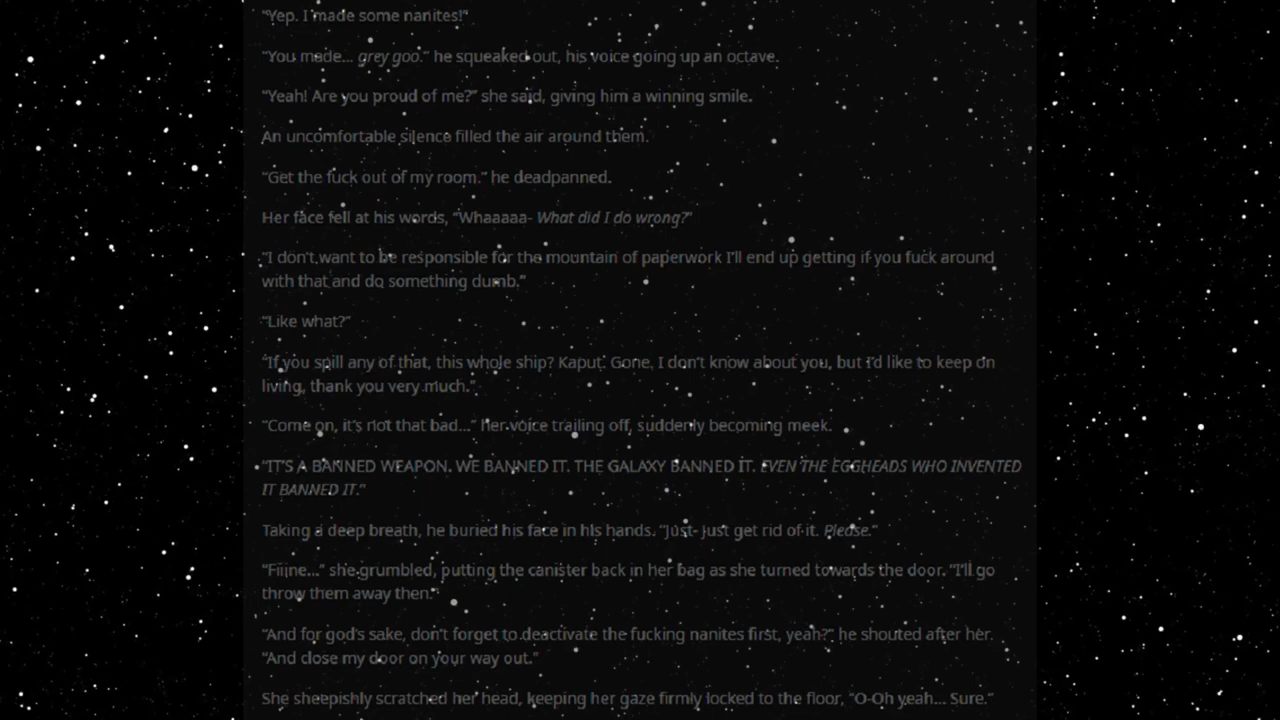 “Yep. I made some nanites!”
“You made... grey goo.” he squeaked out, his voice going up an octave.
“Yeah! Are you proud of me?” she said, giving him a winning smile.
An uncomfortable silence filled the air around them.
“Get the fuck out of my room.” he deadpanned.
Her face fell at his words, “Whaaaaa- What did I do wrong?”
“I don’t want to be responsible for the mountain of paperwork I’ll end up getting if you fuck around
with that and do something dumb.”
“Like what?”
“If you spill any of that, this whole ship? Kaput. Gone. I don’t know about you, but I’d like to keep on
living, thank you very much.”
“Come on, it’s not that bad...” her voice trailing off, suddenly becoming meek.
“IT’S A BANNED WEAPON. WE BANNED IT. THE GALAXY BANNED IT. EVEN THE EGGHEADS WHO INVENTED
IT BANNED IT.”
Taking a deep breath, he buried his face in his hands. “Just- Just get rid of it. Please.”
“Fiiine...” she grumbled, putting the canister back in her bag as she turned towards the door. “I’ll go
throw them away then.”
“And for god’s sake, don’t forget to deactivate the fucking nanites first, yeah?” he shouted after her.
“And close my door on your way out.”
She sheepishly scratched her head, keeping her gaze firmly locked to the floor, “O-Oh yeah... Sure.”